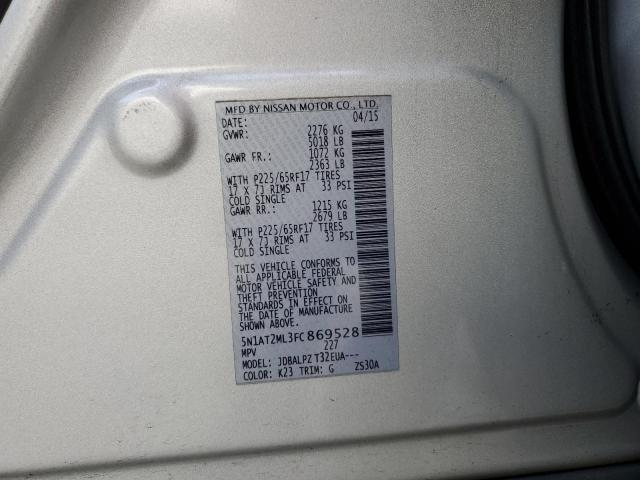 MFD BY NISSAN MOTOR CO., LTD.
DATE: 04/15
GVWR: 2276 KG
5018 LB
GAWR FR.: 1072 KG
2363 LB
WITH P225/65RF17 TIRES
17 X 7J RIMS AT 33 PSI
COLD SINGLE
GAWR RR.: 1215 KG
2679 LB
WITH P225/65RF17 TIRES
17 X 7J RIMS AT 33 PSI
COLD SINGLE
THIS VEHICLE CONFORMS TO
ALL APPLICABLE FEDERAL
MOTOR VEHICLE SAFETY AND
THEFT PREVENTION
STANDARDS IN EFFECT ON
THE DATE OF MANUFACTURE
SHOWN ABOVE.
5N1AT2ML3FC869528
MPV 227
MODEL: JDBALPZ T32EUA---
COLOR: K23 TRIM: G ZS30A